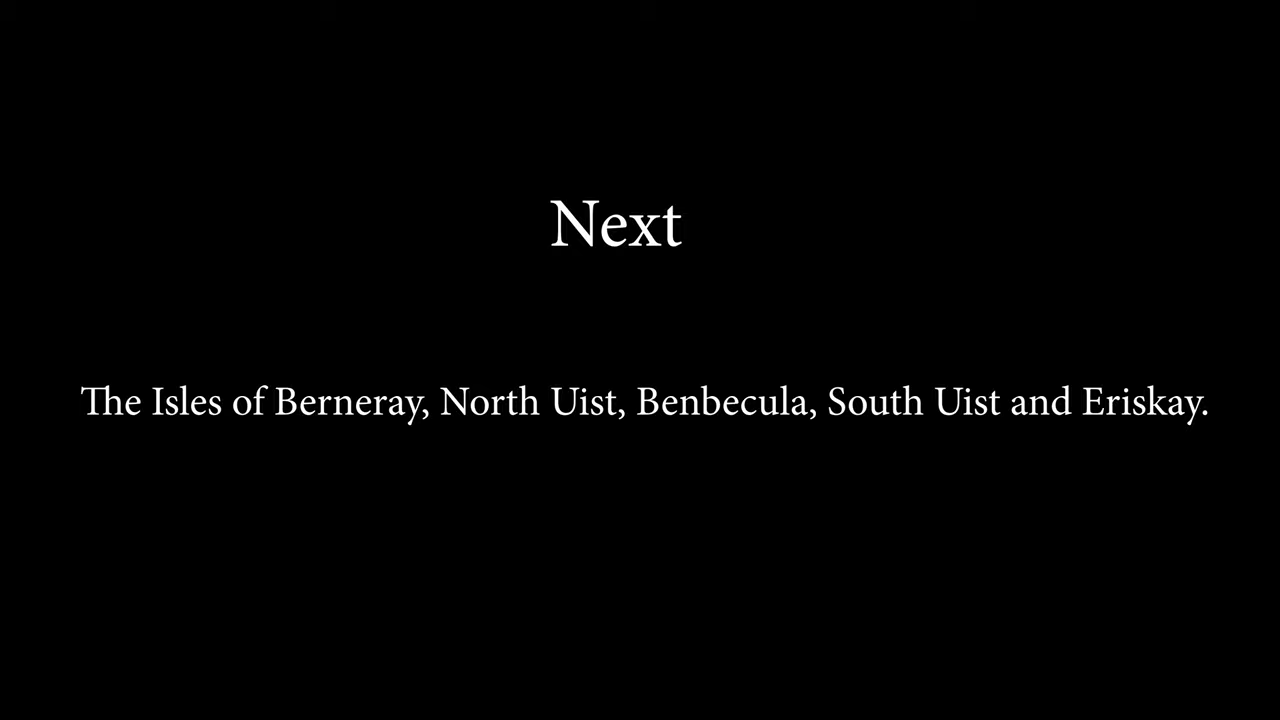 Next
The Isles of Berneray, North Uist, Benbecula, South Uist and Eriskay.